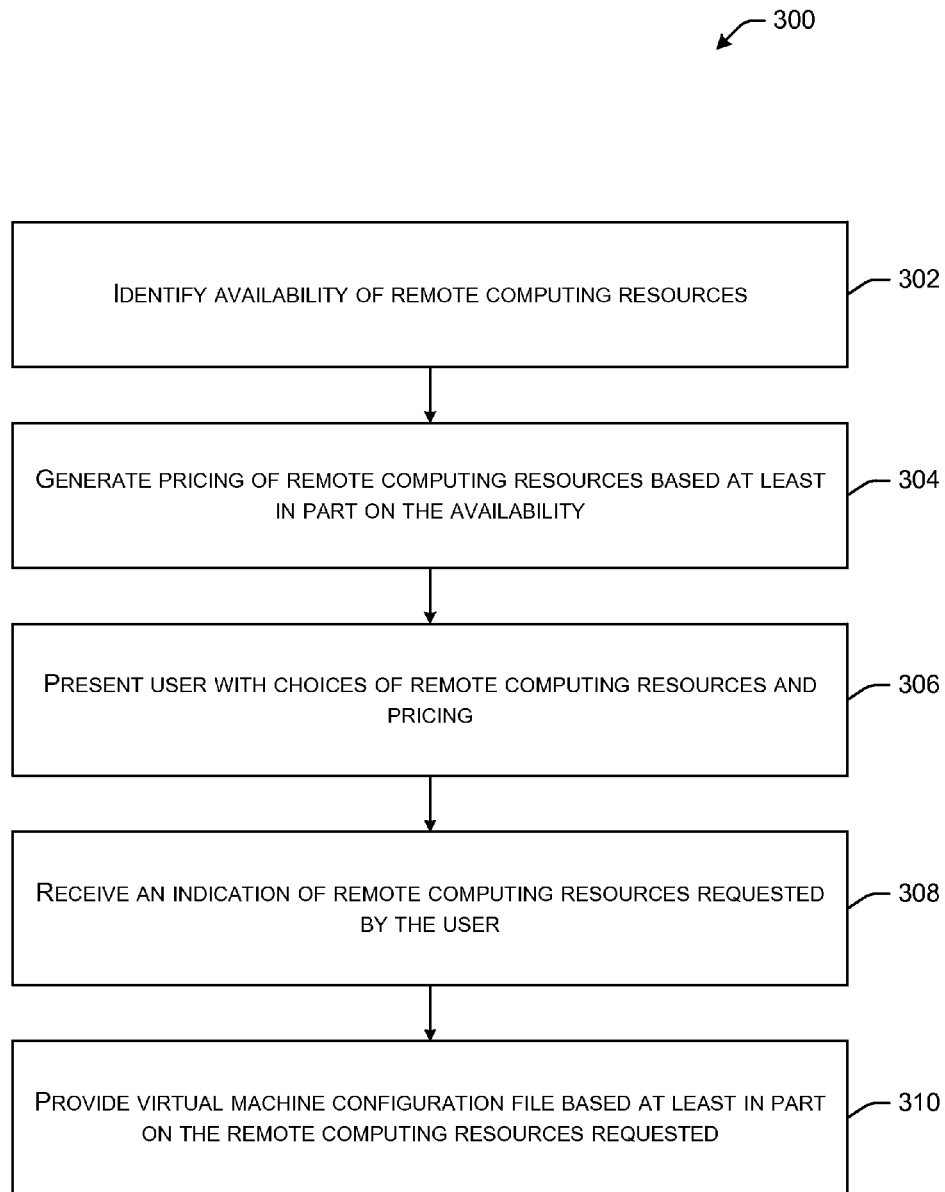 300
IDENTIFY AVAILABILITY OF REMOTE COMPUTING RESOURCES
302
GENERATE PRICING OF REMOTE COMPUTING RESOURCES BASED AT LEAST
IN PART ON THE AVAILABILITY
304
PRESENT USER WITH CHOICES OF REMOTE COMPUTING RESOURCES AND
PRICING
306
RECEIVE AN INDICATION OF REMOTE COMPUTING RESOURCES REQUESTED
BY THE USER
308
PROVIDE VIRTUAL MACHINE CONFIGURATION FILE BASED AT LEAST IN PART
ON THE REMOTE COMPUTING RESOURCES REQUESTED
310